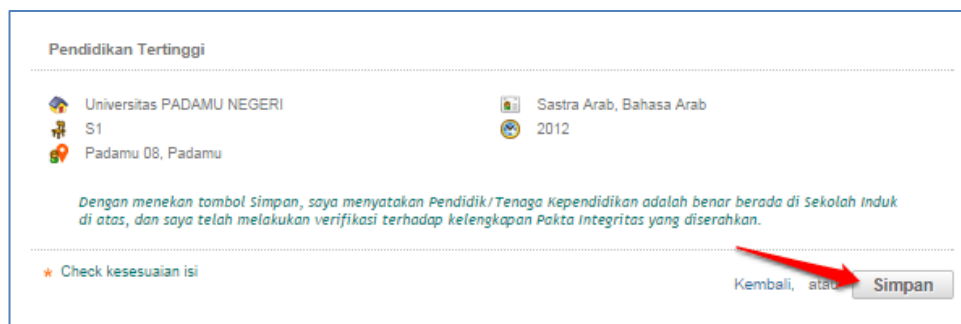 Pendidikan Tertinggi
Universitas PADAMU NEGERI
Sastra Arab, Bahasa Arab
S1
2012
Padamu 08, Padamu
Dengan menekan tombol Simpan, saya menyatakan Pendidik/Tenaga Kependidikan adalah benar berada di Sekolah Induk
di atas, dan saya telah melakukan verifikasi terhadap kelengkapan Pakta Integritas yang diserahkan.
* Check kesesuaian isi
Kembali, atau Simpan